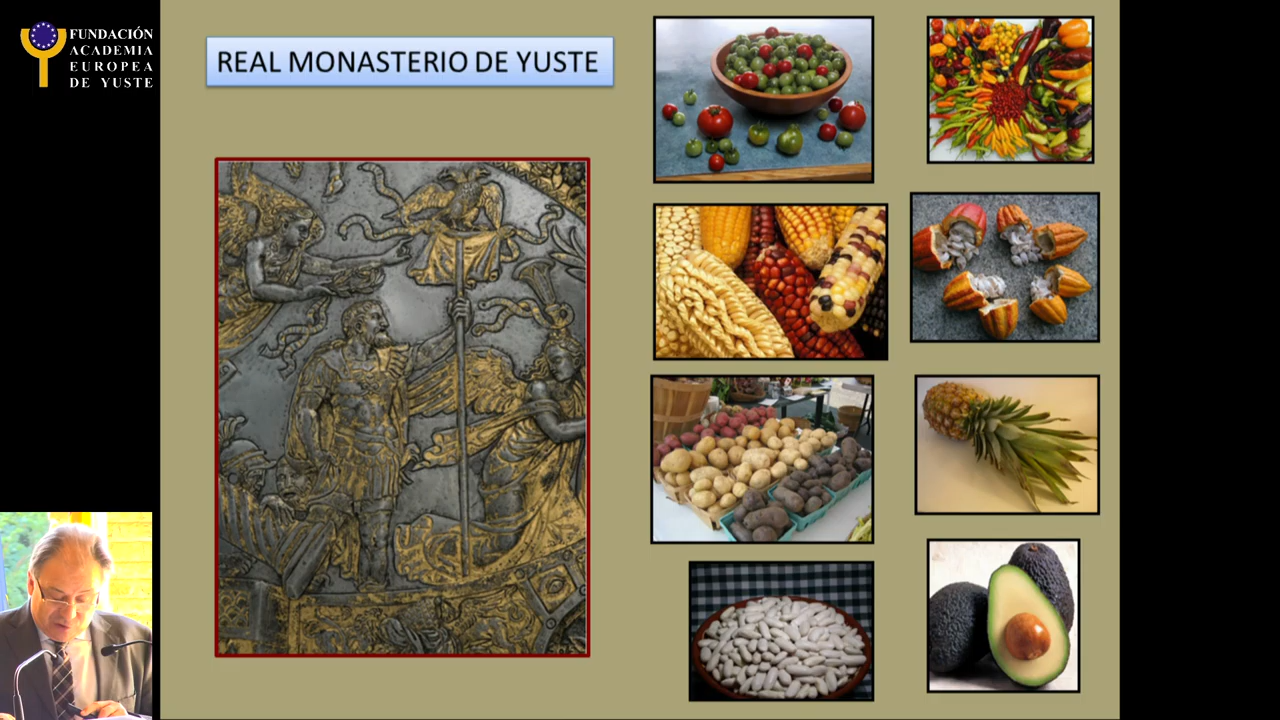 FUNDACIÓN
ACADEMIA
EUROPEA
DE YUSTE
REAL MONASTERIO DE YUSTE